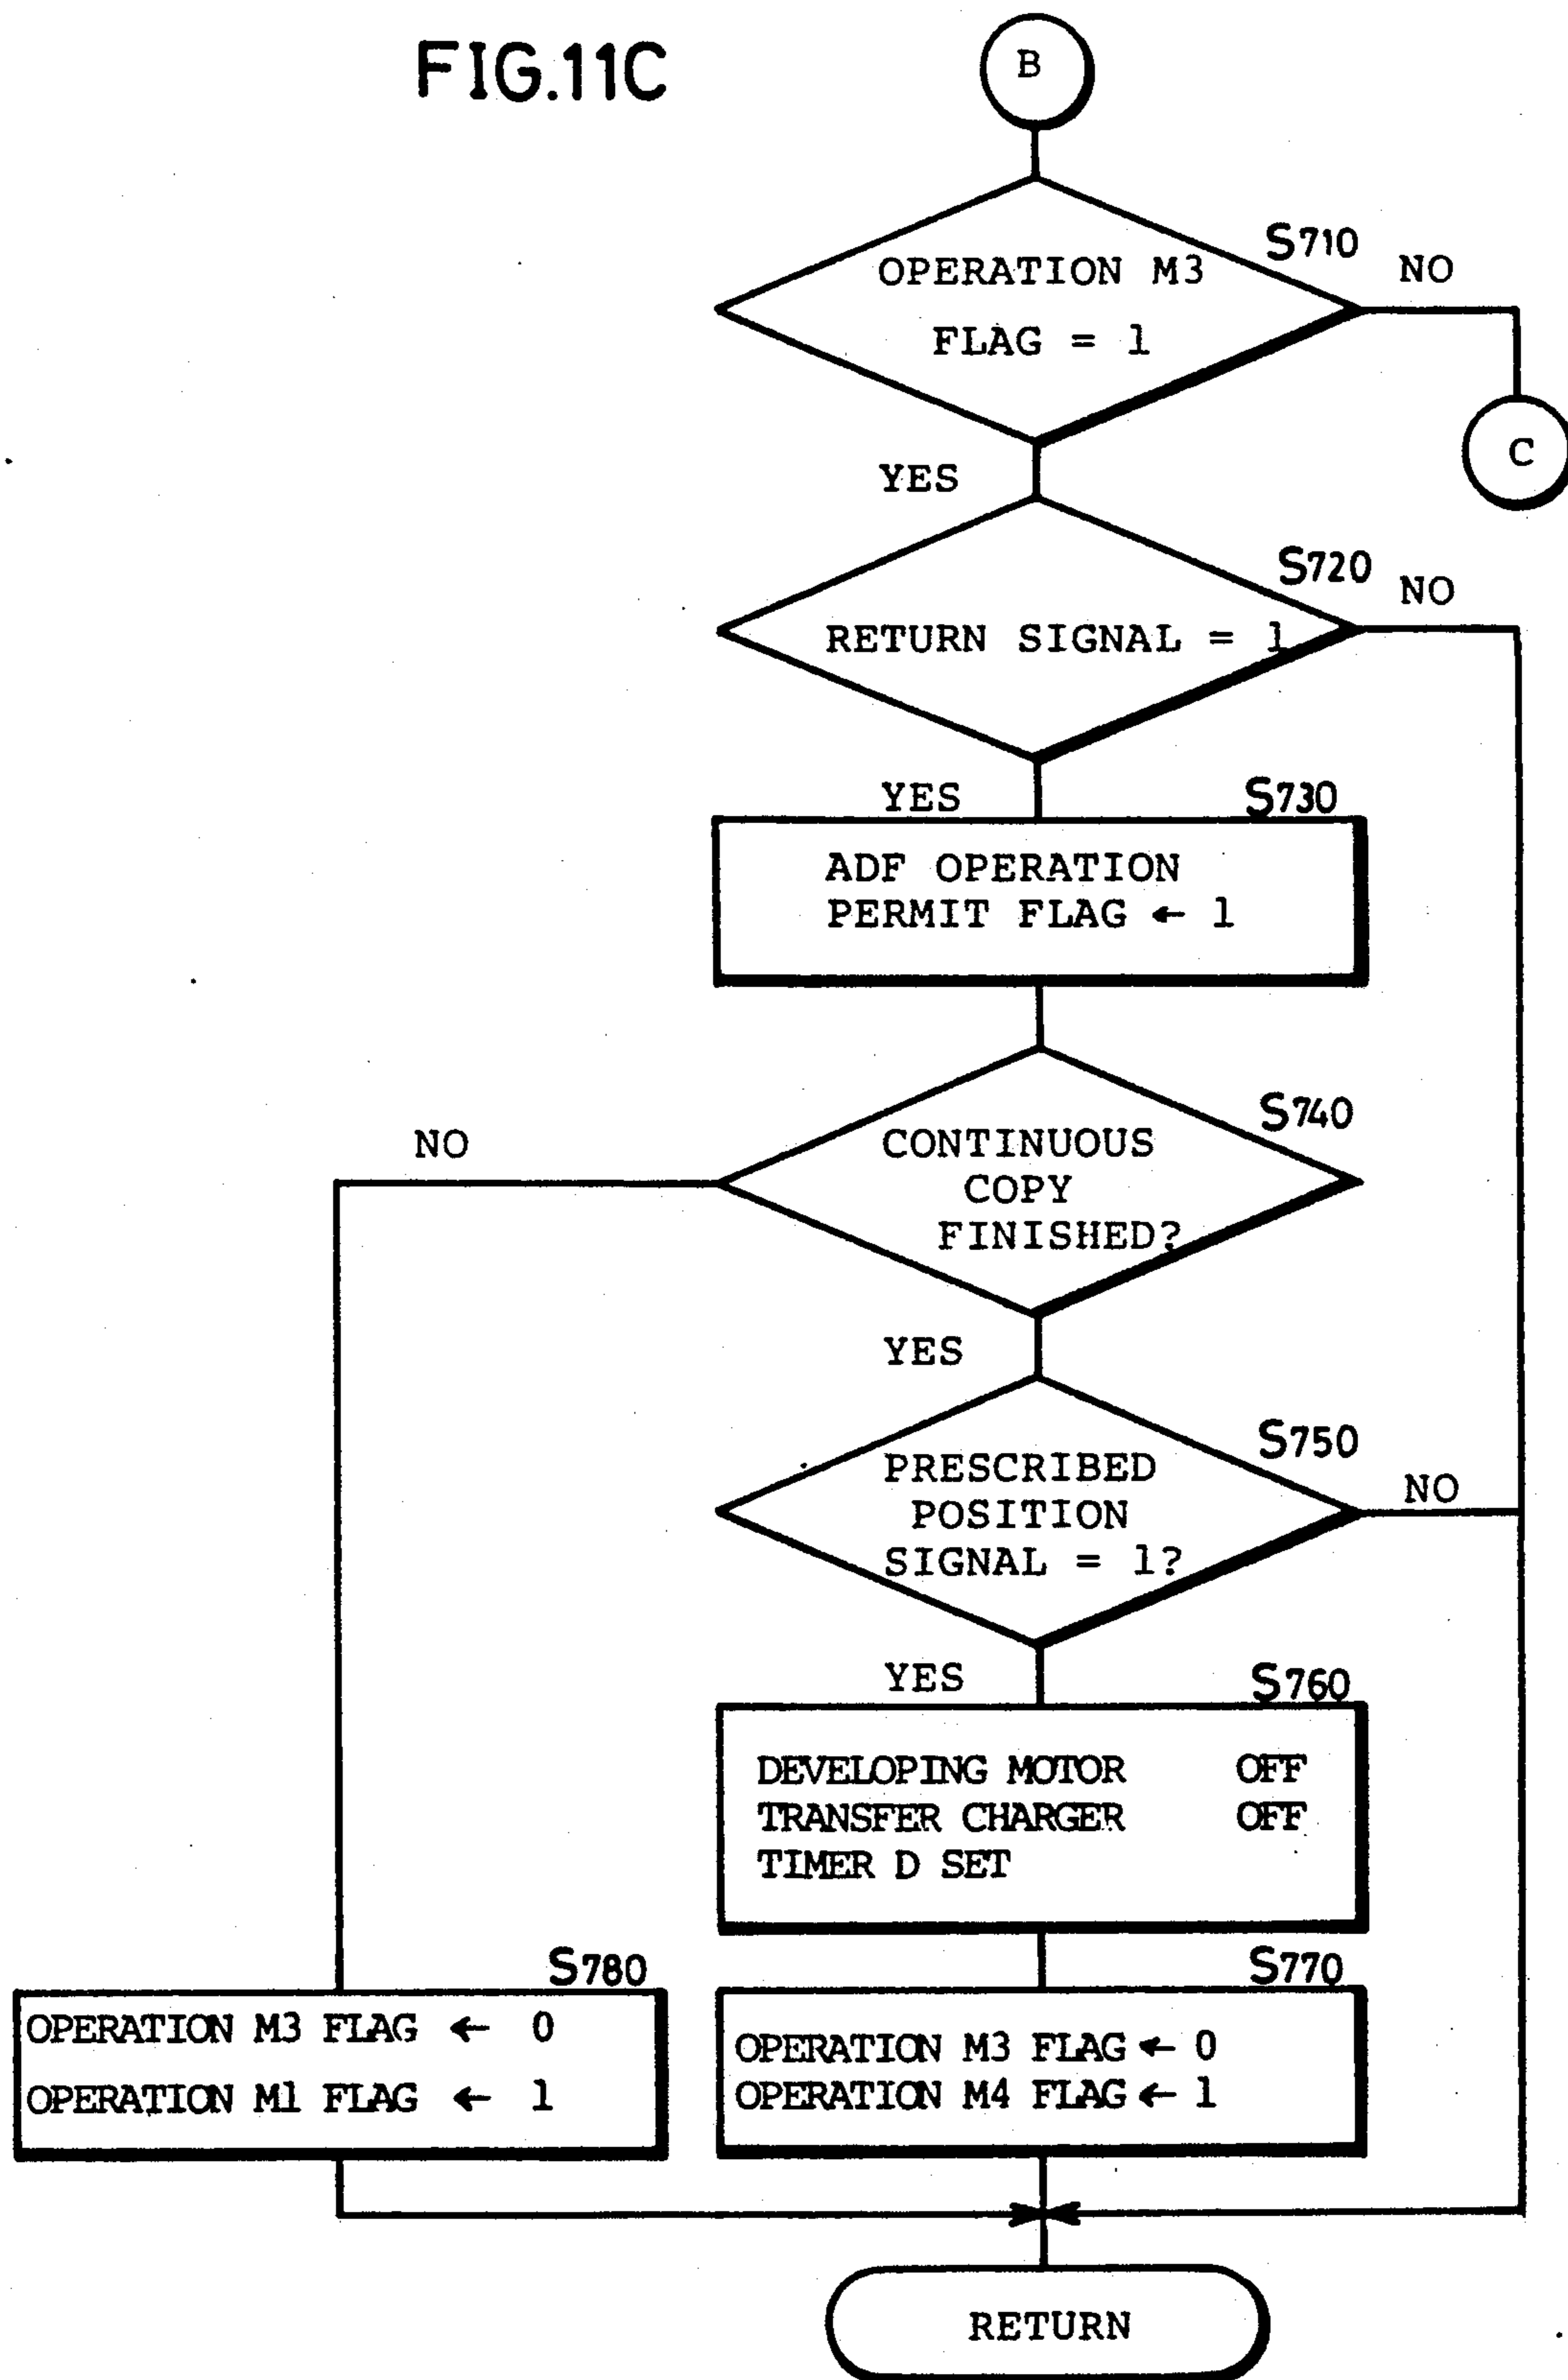 FIG.11C
B
S710
NO
OPERATION M3
FLAG = 1
C
YES
S720
NO
RETURN SIGNAL = 1
YES
S730
ADF OPERATION
PERMIT FLAG ← 1
S740
NO
CONTINUOUS
COPY
FINISHED?
YES
S750
NO
PRESCRIBED
POSITION
SIGNAL = 1?
YES
S760
DEVELOPING MOTOR OFF
TRANSFER CHARGER OFF
TIMER D SET
S780
OPERATION M3 FLAG ← 0
OPERATION M1 FLAG ← 1
S770
OPERATION M3 FLAG ← 0
OPERATION M4 FLAG ← 1
RETURN